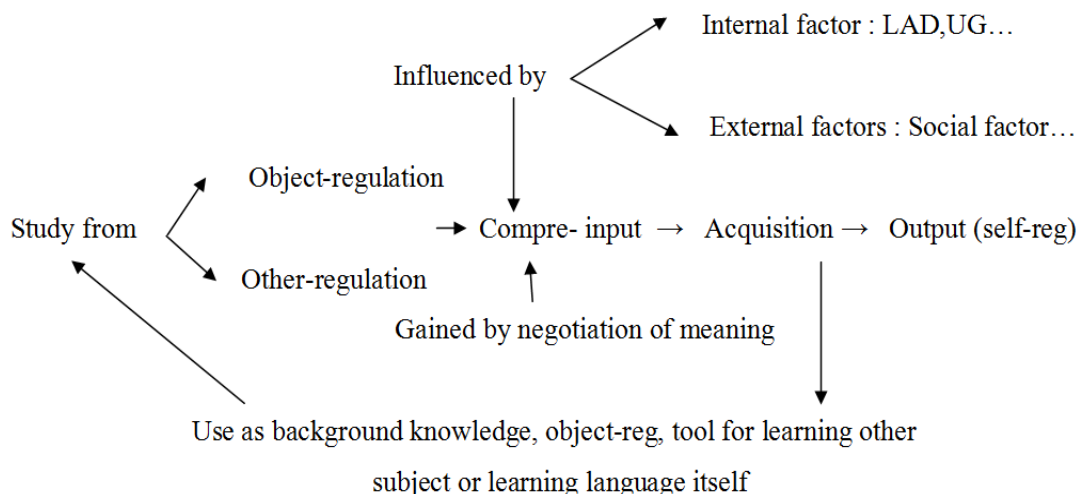 Internal factor : LAD,UG…
Influenced by
External factors : Social factor…
Object-regulation
Study from
Compre- input → Acquisition → Output (self-reg)
Other-regulation
Gained by negotiation of meaning
Use as background knowledge, object-reg, tool for learning other
subject or learning language itself